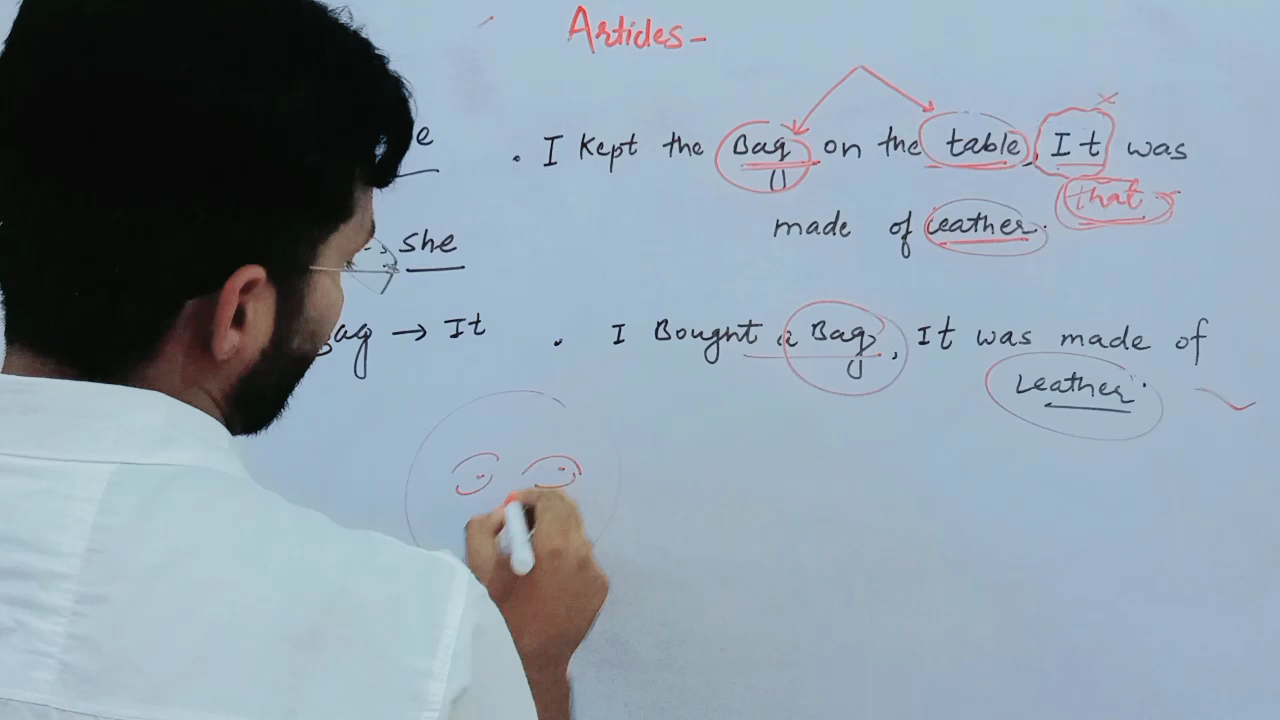 Articles-
. I Kept the Bag on the table, It was
that
made of Leather.
→ she
Bag → It
. I Bought a Bag, It was made of
Leather.